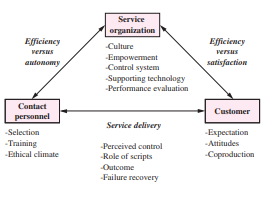 Service
organization
Efficiency
versus
autonomy
Efficiency
versus
satisfaction
-Culture
-Empowerment
-Control system
-Supporting technology
-Performance evaluation
Contact
personnel
Customer
-Selection
-Training
-Ethical climate
Service delivery
-Perceived control
-Role of scripts
-Outcome
-Failure recovery
-Expectation
-Attitudes
-Coproduction